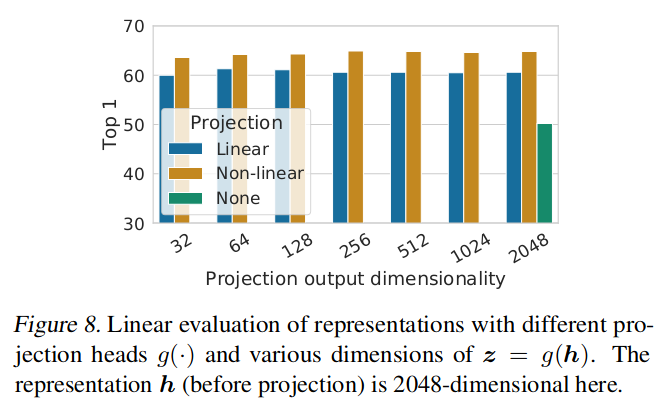 70
60
50
40
30
Top 1
Projection
Linear
Non-linear
None
32 64 128 256 512 1024 2048
Projection output dimensionality
Figure 8. Linear evaluation of representations with different pro-
jection heads g(·) and various dimensions of z = g(h). The
representation h (before projection) is 2048-dimensional here.